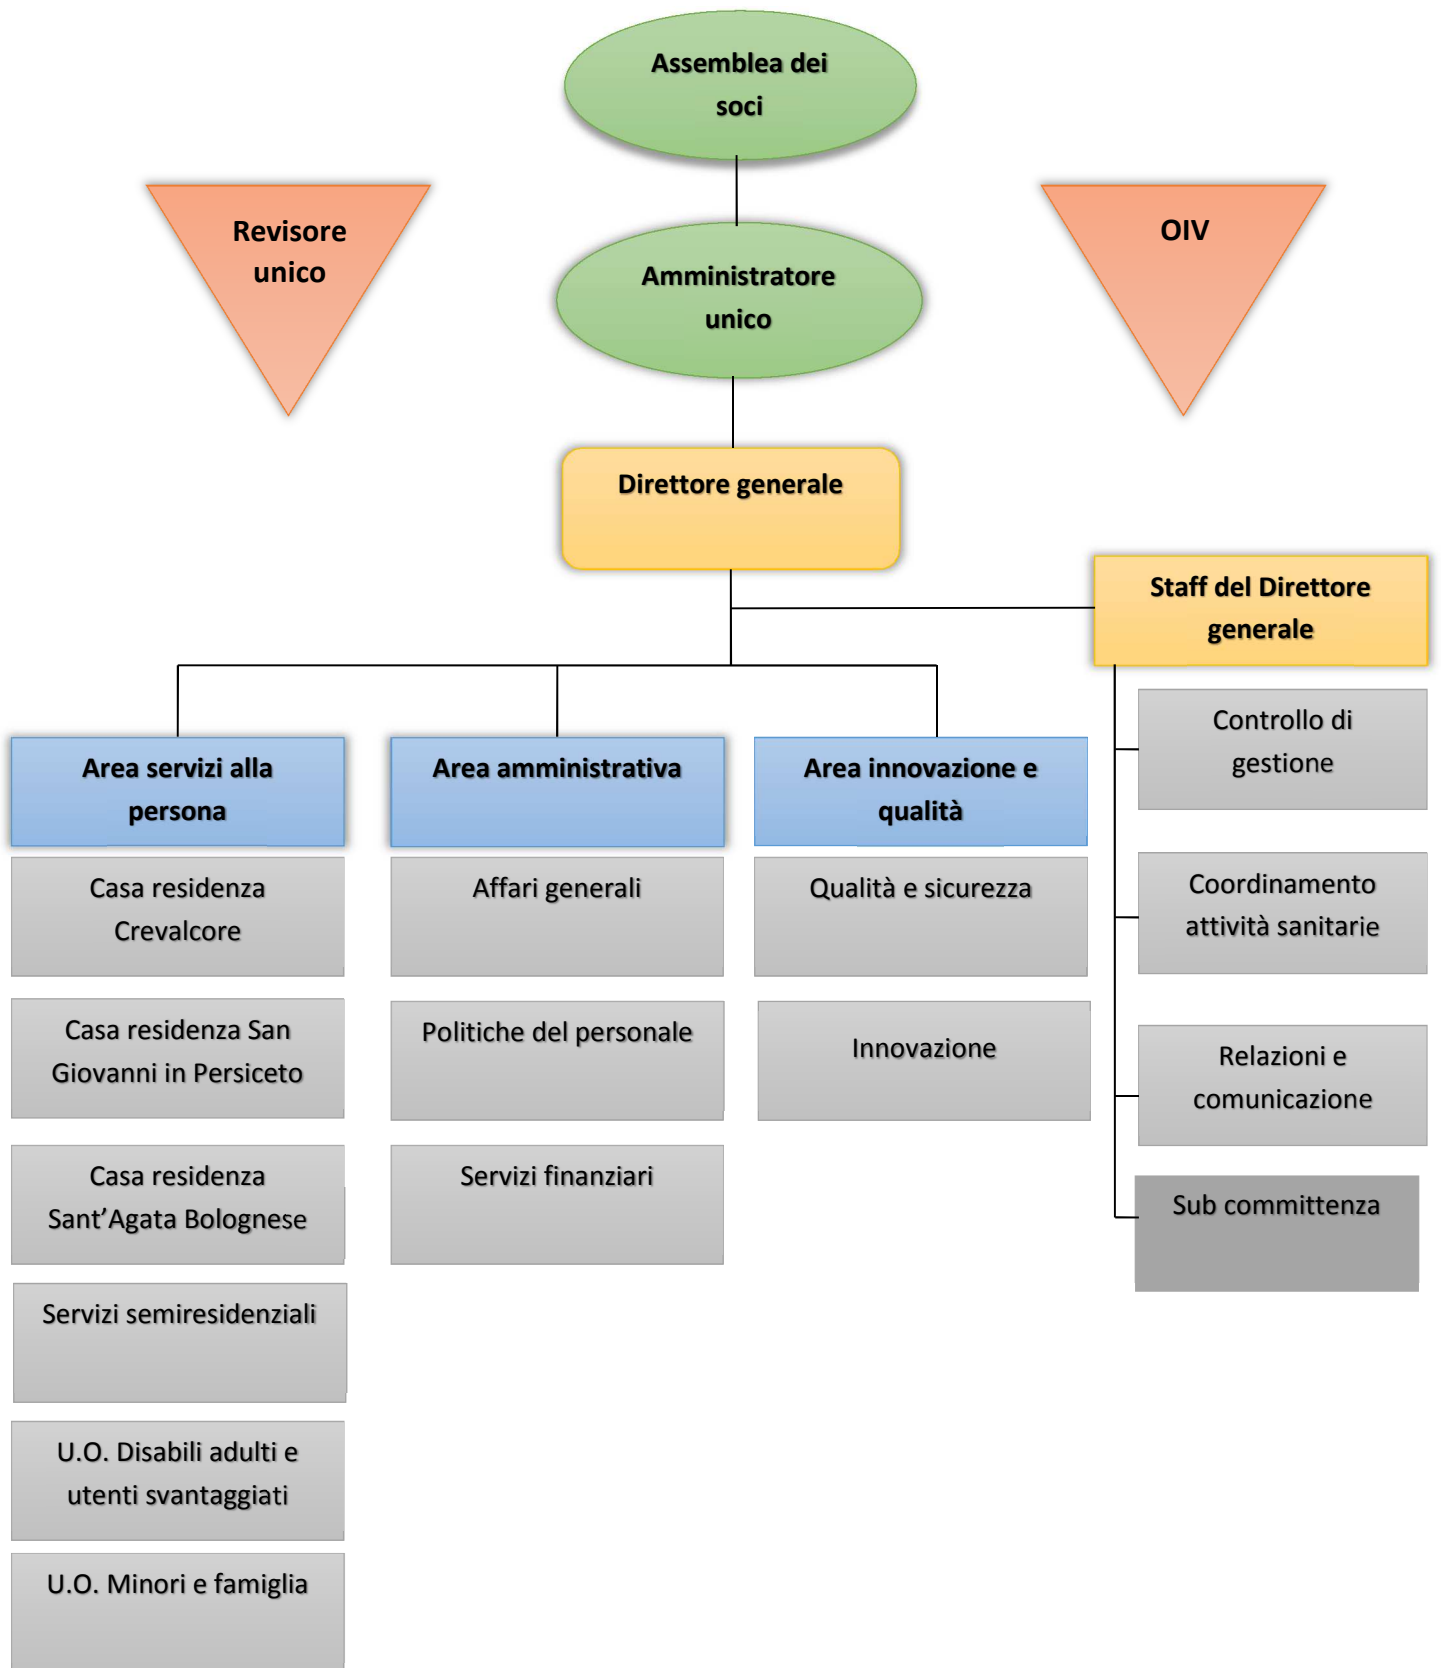 Assemblea dei
soci
Revisore
unico
OIV
Amministratore
unico
Direttore generale
Staff del Direttore
generale
Controllo di
gestione
Coordinamento
attività sanitarie
Relazioni e
comunicazione
Sub committenza
Area servizi alla
persona
Casa residenza
Crevalcore
Casa residenza San
Giovanni in Persiceto
Casa residenza
Sant’Agata Bolognese
Servizi semiresidenziali
U.O. Disabili adulti e
utenti svantaggiati
U.O. Minori e famiglia
Area amministrativa
Affari generali
Politiche del personale
Servizi finanziari
Area innovazione e
qualità
Qualità e sicurezza
Innovazione